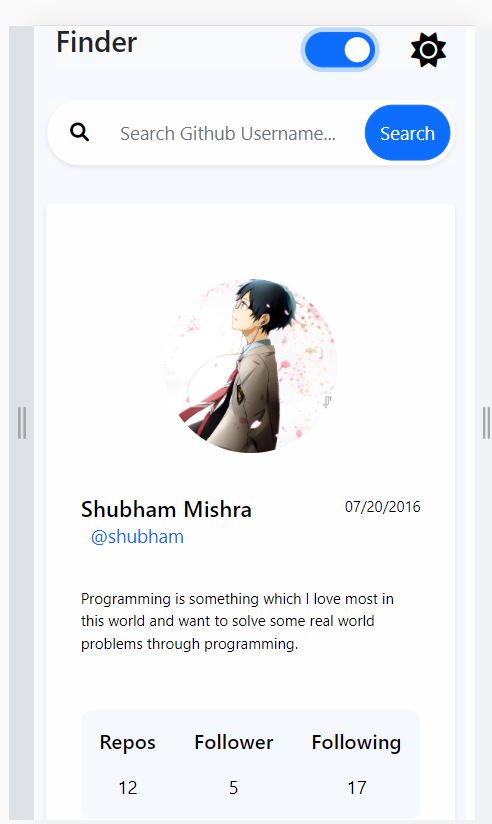 Finder
Search Github Username... Search
Shubham Mishra 07/20/2016
@shubham
Programming is something which I love most in
this world and want to solve some real world
problems through programming.
Repos Follower Following
12 5 17